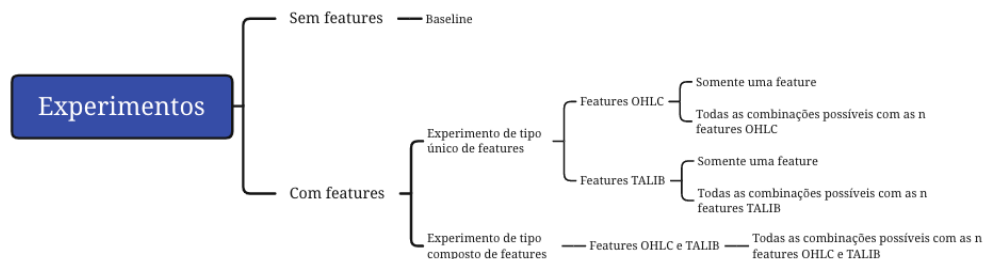 Experimentos
Sem features
Baseline
Com features
Experimento de tipo
único de features
Features OHLC
Somente uma feature
Todas as combinações possíveis com as n
features OHLC
Features TALIB
Somente uma feature
Todas as combinações possíveis com as n
features TALIB
Experimento de tipo
composto de features
Features OHLC e TALIB
Todas as combinações possíveis com as n
features OHLC e TALIB